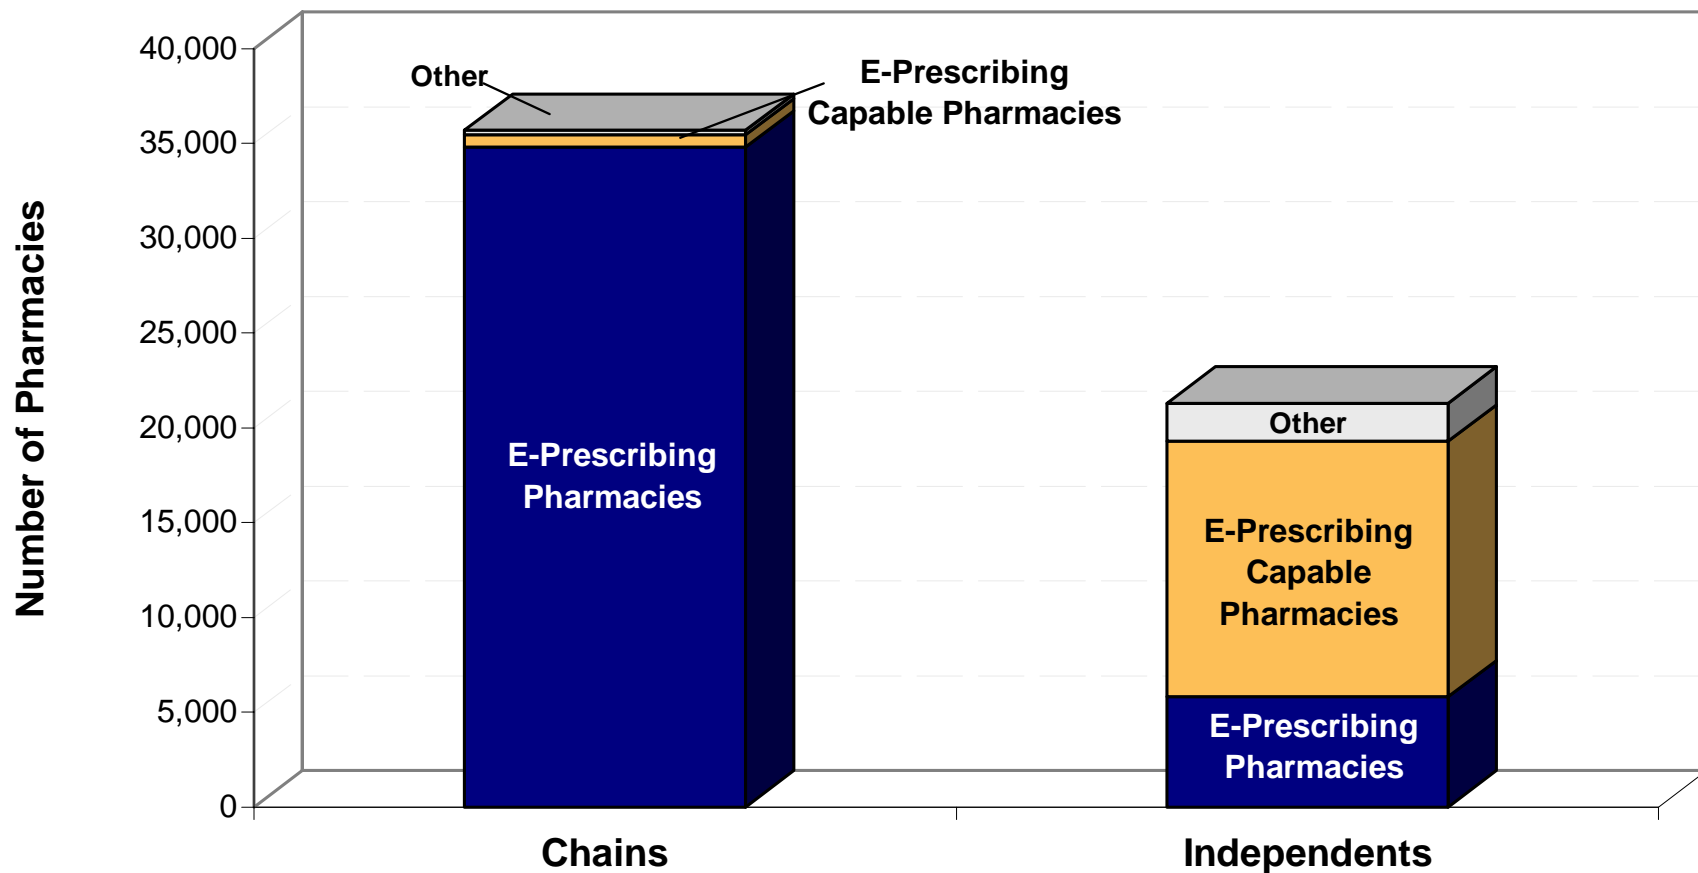 Number of Pharmacies
40,000
35,000
30,000
25,000
20,000
15,000
10,000
5,000
0
Other
E-Prescribing
Capable Pharmacies
E-Prescribing
Pharmacies
Other
E-Prescribing
Capable
Pharmacies
E-Prescribing
Pharmacies
Chains
Independents